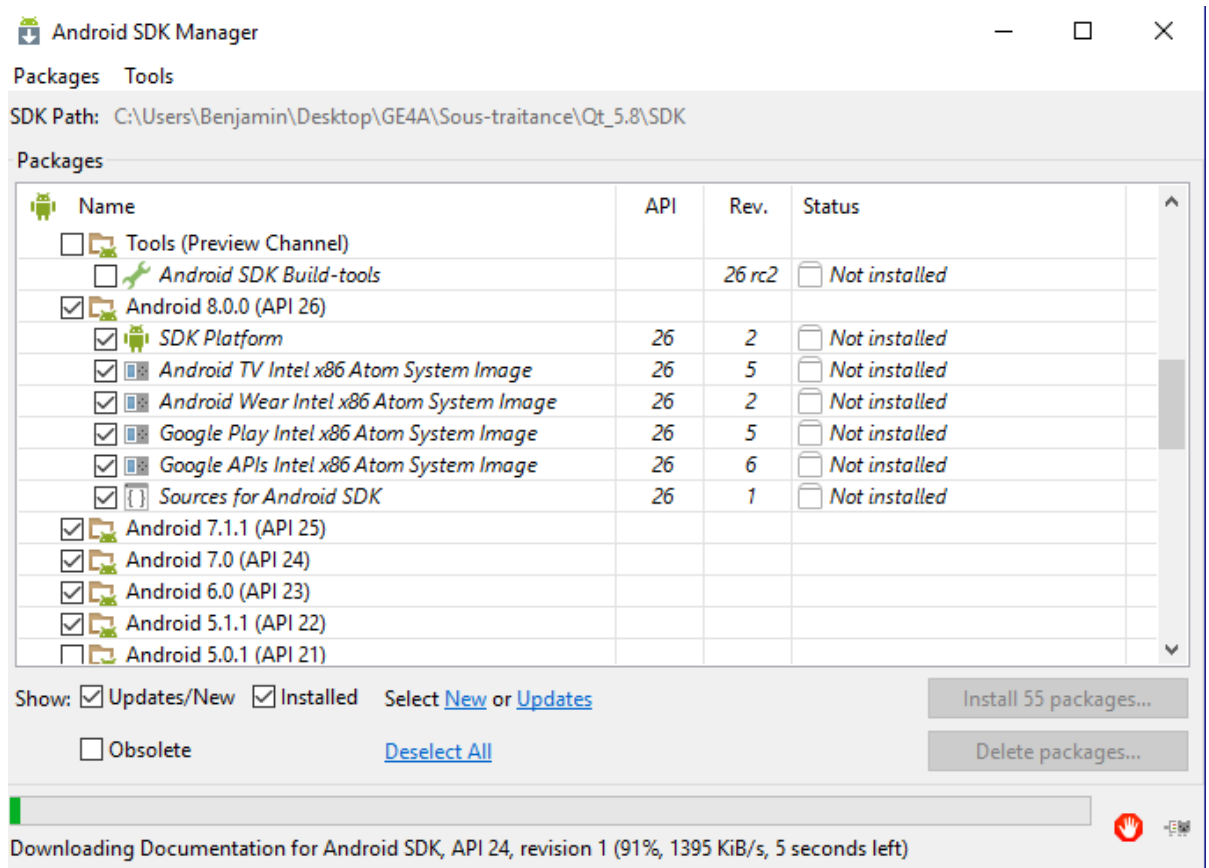 Android SDK Manager
Packages Tools
SDK Path: C:\Users\Benjamin\Desktop\GE4A\Sous-traitance\Qt_5.8\SDK
Packages
Name API Rev. Status
Tools (Preview Channel)
Android SDK Build-tools 26 rc2 Not installed
Android 8.0.0 (API 26)
SDK Platform 26 2 Not installed
Android TV Intel x86 Atom System Image 26 5 Not installed
Android Wear Intel x86 Atom System Image 26 2 Not installed
Google Play Intel x86 Atom System Image 26 5 Not installed
Google APIs Intel x86 Atom System Image 26 6 Not installed
Sources for Android SDK 26 1 Not installed
Android 7.1.1 (API 25)
Android 7.0 (API 24)
Android 6.0 (API 23)
Android 5.1.1 (API 22)
Android 5.0.1 (API 21)
Show: Updates/New Installed Select New or Updates Install 55 packages...
Obsolete Deselect All Delete packages...
Downloading Documentation for Android SDK, API 24, revision 1 (91%, 1395 KiB/s, 5 seconds left)